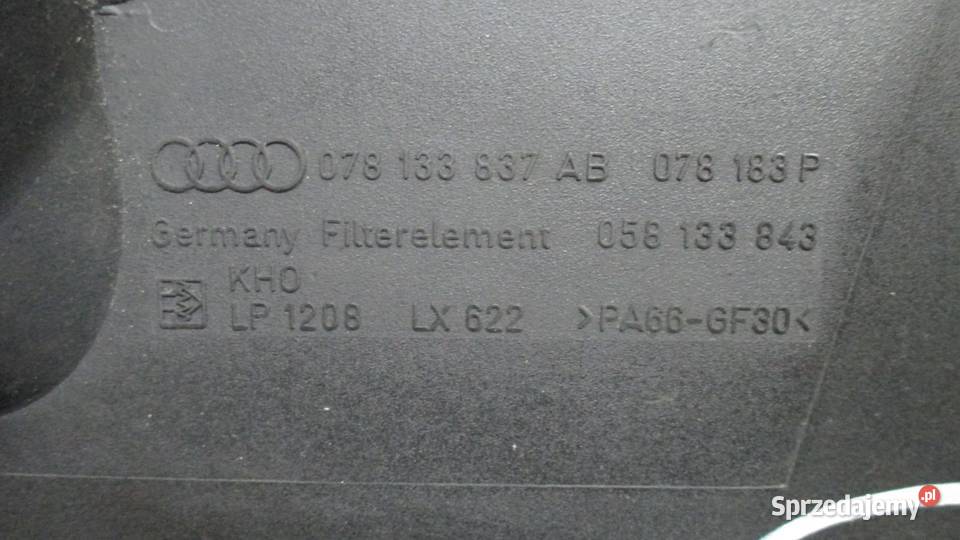 078 133 837 AB 078 183 P
Germany Filterelement 058 133 843
KHO
LP 1208 LX 622 >PA66-GF30<
Sprzedajemy.pl